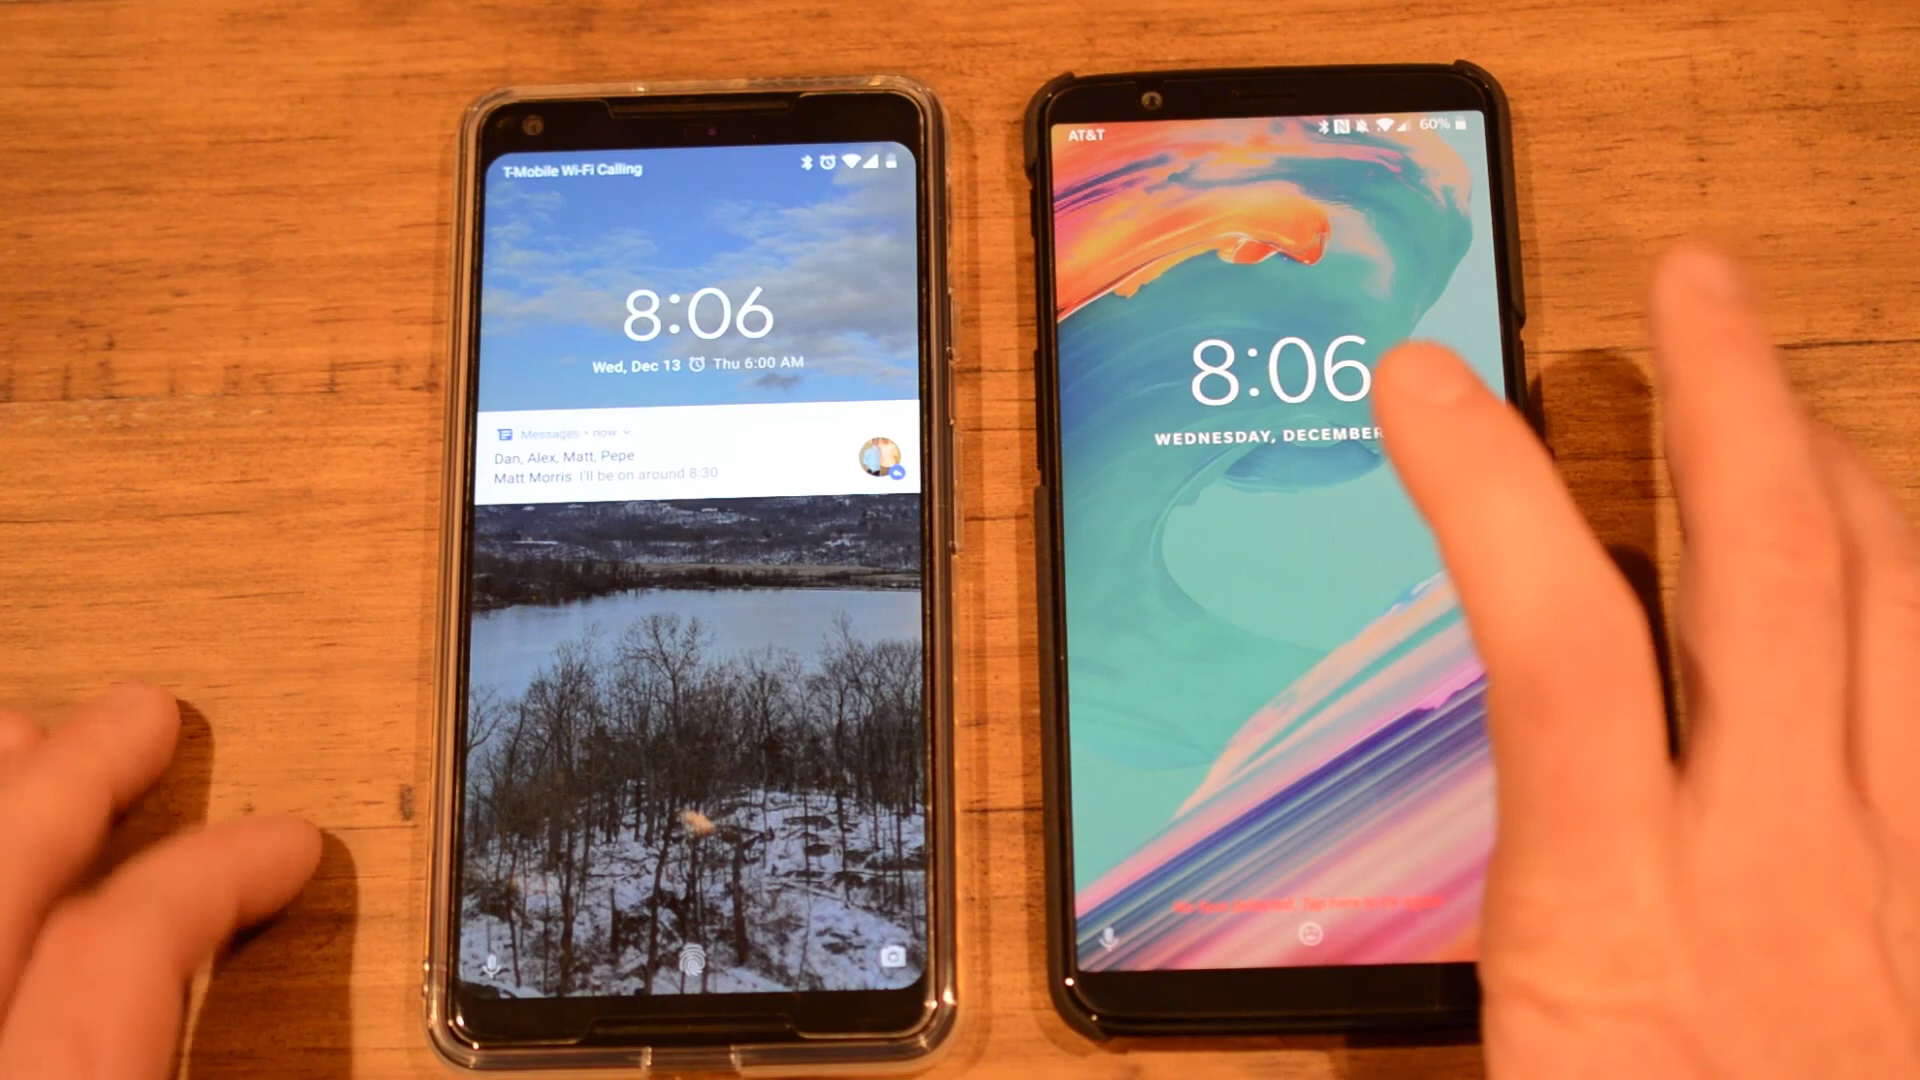 T-Mobile Wi-Fi Calling
8:06
Wed, Dec 13 Thu 6:00 AM
Messages • now
Dan, Alex, Matt, Pepe
Matt Morris I'll be on around 8:30
AT&T
60%
8:06
WEDNESDAY, DECEMBER